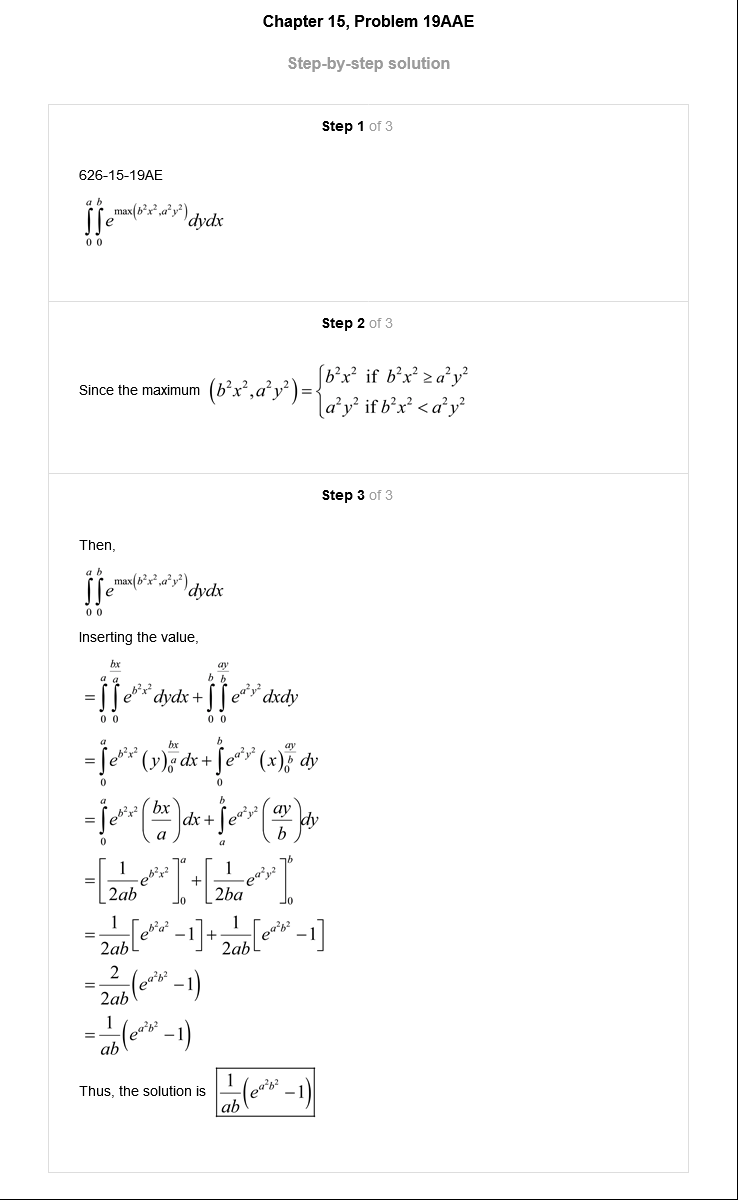 Chapter 15, Problem 19AAE
Step-by-step solution
Step 1 of 3
626-15-19AE
$\int_0^a \int_0^b e^{\max(b^2x^2, a^2y^2)} dydx$
Step 2 of 3
Since the maximum $(b^2x^2, a^2y^2) = \begin{cases} b^2x^2 \text{ if } b^2x^2 \ge a^2y^2 \\ a^2y^2 \text{ if } b^2x^2 < a^2y^2 \end{cases}$
Step 3 of 3
Then,
$\int_0^a \int_0^b e^{\max(b^2x^2, a^2y^2)} dydx$
Inserting the value,
$= \int_0^a \int_0^{\frac{bx}{a}} e^{b^2x^2} dydx + \int_0^b \int_0^{\frac{ay}{b}} e^{a^2y^2} dxdy$
$= \int_0^a e^{b^2x^2} (y)_0^{\frac{bx}{a}} dx + \int_0^b e^{a^2y^2} (x)_0^{\frac{ay}{b}} dy$
$= \int_0^a e^{b^2x^2} \left(\frac{bx}{a}\right) dx + \int_a^b e^{a^2y^2} \left(\frac{ay}{b}\right) dy$
$= \left[\frac{1}{2ab} e^{b^2x^2}\right]_0^a + \left[\frac{1}{2ba} e^{a^2y^2}\right]_0^b$
$= \frac{1}{2ab}\left[e^{b^2a^2} - 1\right] + \frac{1}{2ab}\left[e^{a^2b^2} - 1\right]$
$= \frac{2}{2ab}\left(e^{a^2b^2} - 1\right)$
$= \frac{1}{ab}\left(e^{a^2b^2} - 1\right)$
Thus, the solution is $\boxed{\frac{1}{ab}\left(e^{a^2b^2} - 1\right)}$